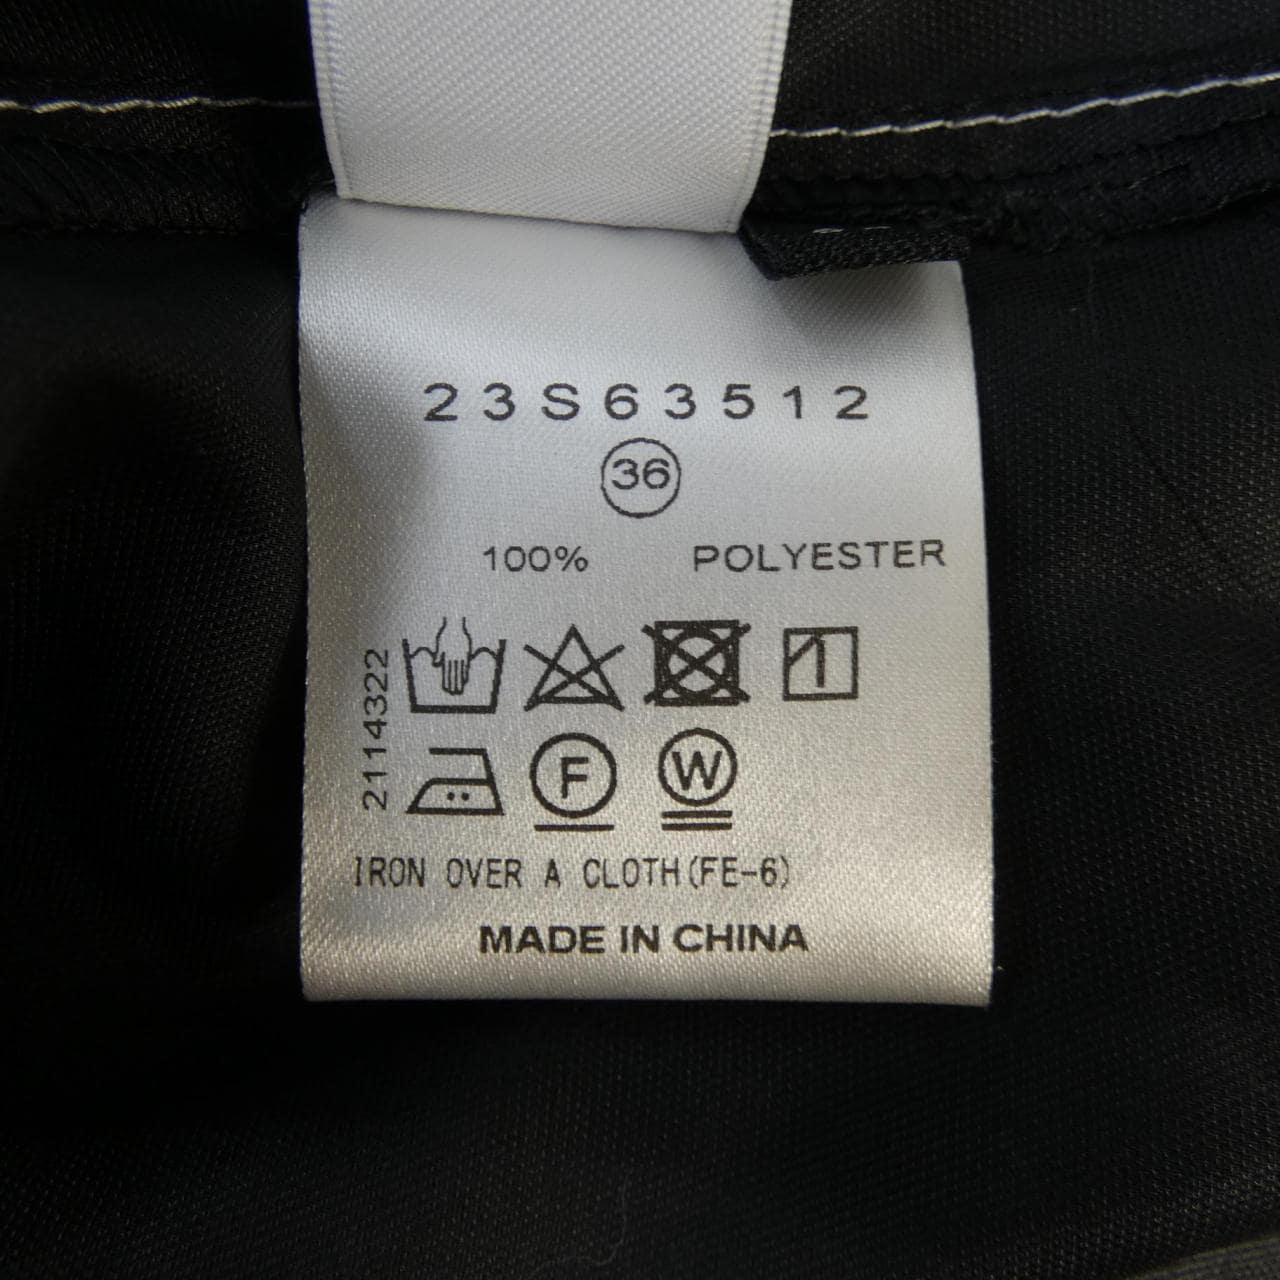 23S63512
36
100% POLYESTER
2114322
F W
IRON OVER A CLOTH(FE-6)
MADE IN CHINA